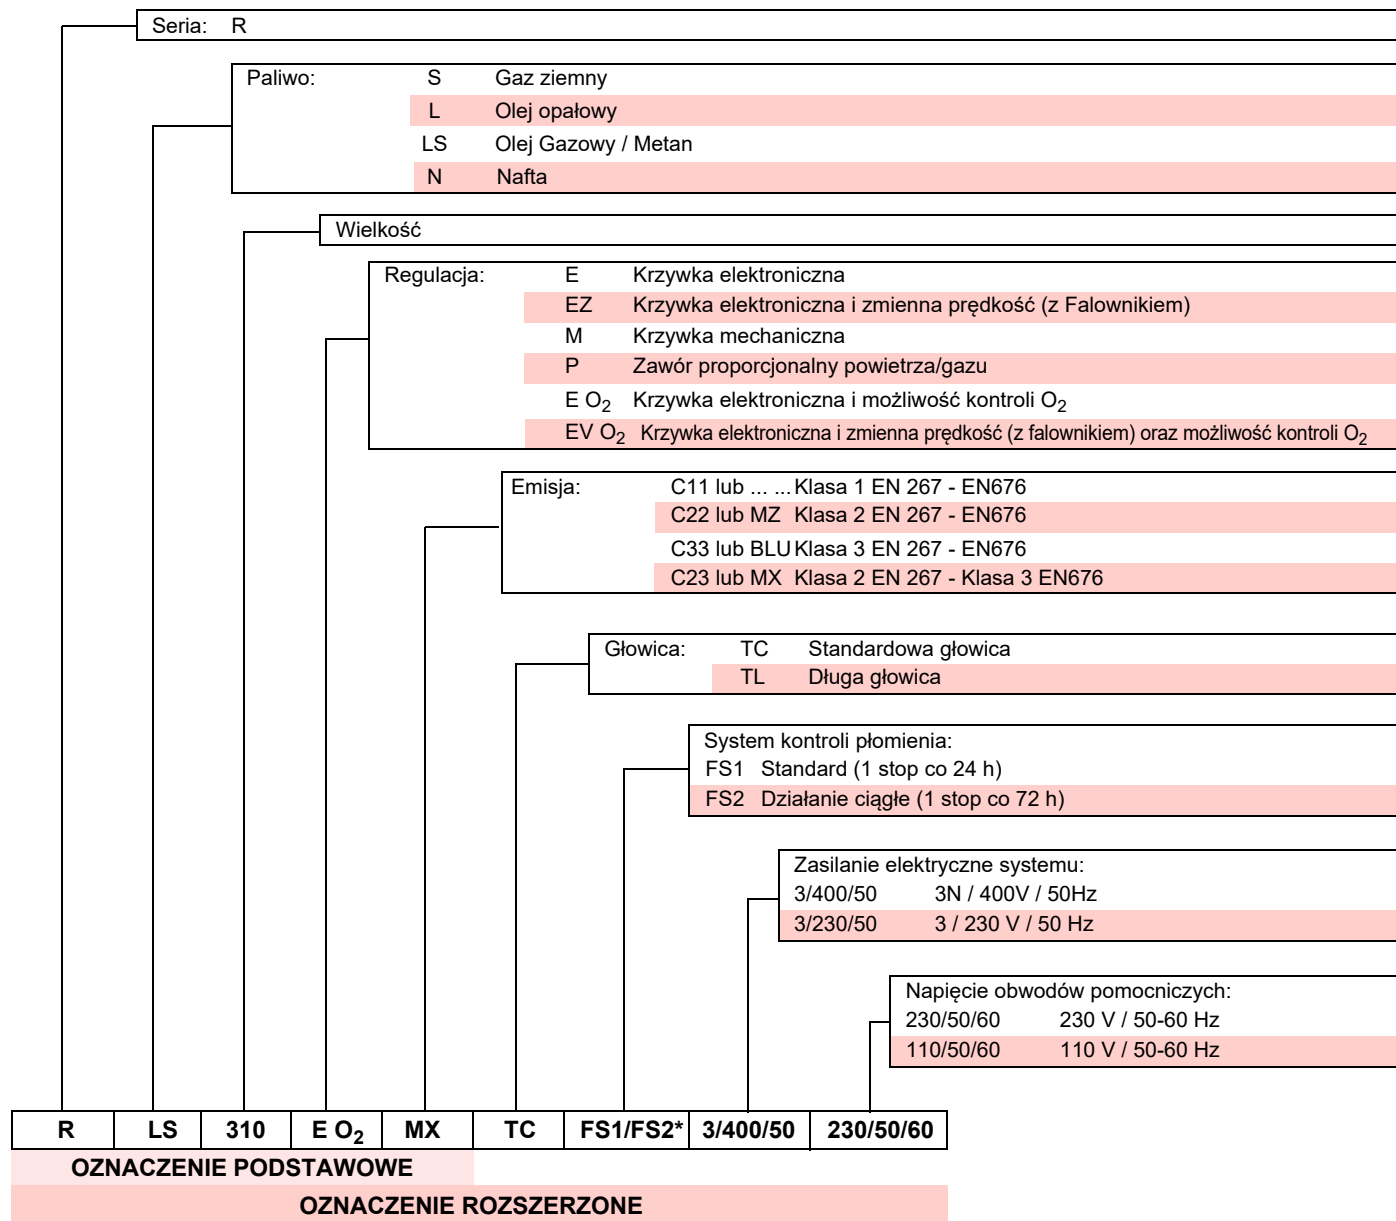 Seria: R
Paliwo: S Gaz ziemny
L Olej opałowy
LS Olej Gazowy / Metan
N Nafta
Wielkość
Regulacja: E Krzywka elektroniczna
EZ Krzywka elektroniczna i zmienna prędkość (z Falownikiem)
M Krzywka mechaniczna
P Zawór proporcjonalny powietrza/gazu
E O2 Krzywka elektroniczna i możliwość kontroli O2
EV O2 Krzywka elektroniczna i zmienna prędkość (z falownikiem) oraz możliwość kontroli O2
Emisja: C11 lub ... ... Klasa 1 EN 267 - EN676
C22 lub MZ Klasa 2 EN 267 - EN676
C33 lub BLU Klasa 3 EN 267 - EN676
C23 lub MX Klasa 2 EN 267 - Klasa 3 EN676
Głowica: TC Standardowa głowica
TL Długa głowica
System kontroli płomienia:
FS1 Standard (1 stop co 24 h)
FS2 Działanie ciągłe (1 stop co 72 h)
Zasilanie elektryczne systemu:
3/400/50 3N / 400V / 50Hz
3/230/50 3 / 230 V / 50 Hz
Napięcie obwodów pomocniczych:
230/50/60 230 V / 50-60 Hz
110/50/60 110 V / 50-60 Hz
R LS 310 E O2 MX TC FS1/FS2* 3/400/50 230/50/60
OZNACZENIE PODSTAWOWE
OZNACZENIE ROZSZERZONE